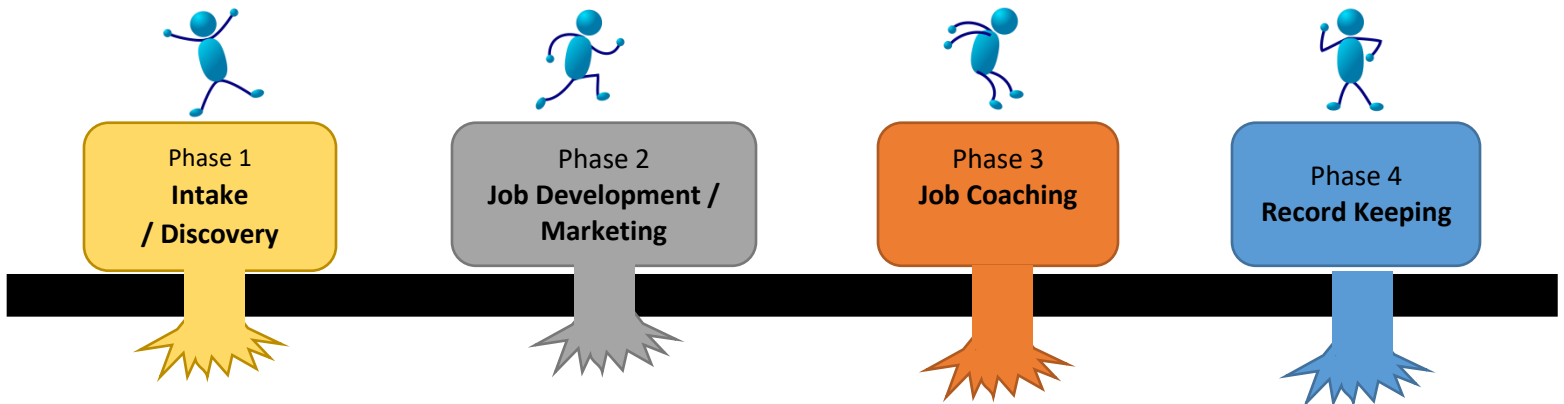 Phase 1
Intake
/ Discovery
Phase 2
Job Development /
Marketing
Phase 3
Job Coaching
Phase 4
Record Keeping